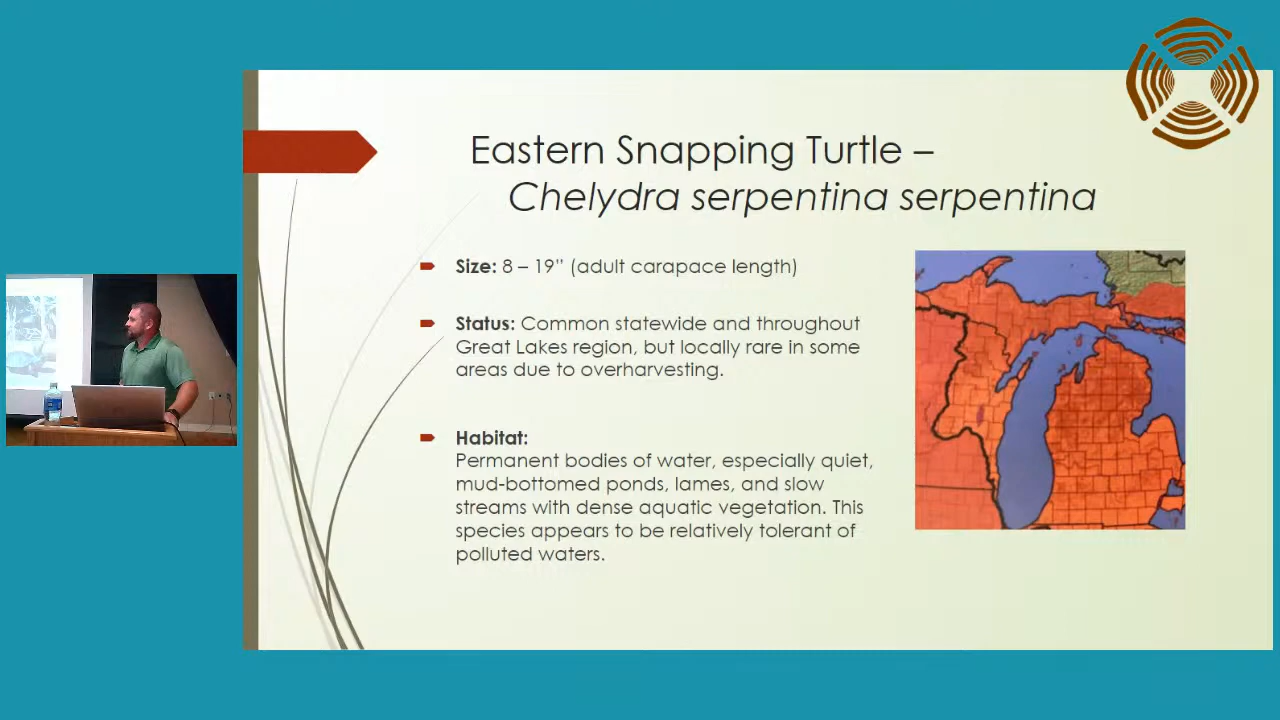 Eastern Snapping Turtle –
Chelydra serpentina serpentina
Size: 8 – 19” (adult carapace length)
Status: Common statewide and throughout
Great Lakes region, but locally rare in some
areas due to overharvesting.
Habitat:
Permanent bodies of water, especially quiet,
mud-bottomed ponds, lames, and slow
streams with dense aquatic vegetation. This
species appears to be relatively tolerant of
polluted waters.